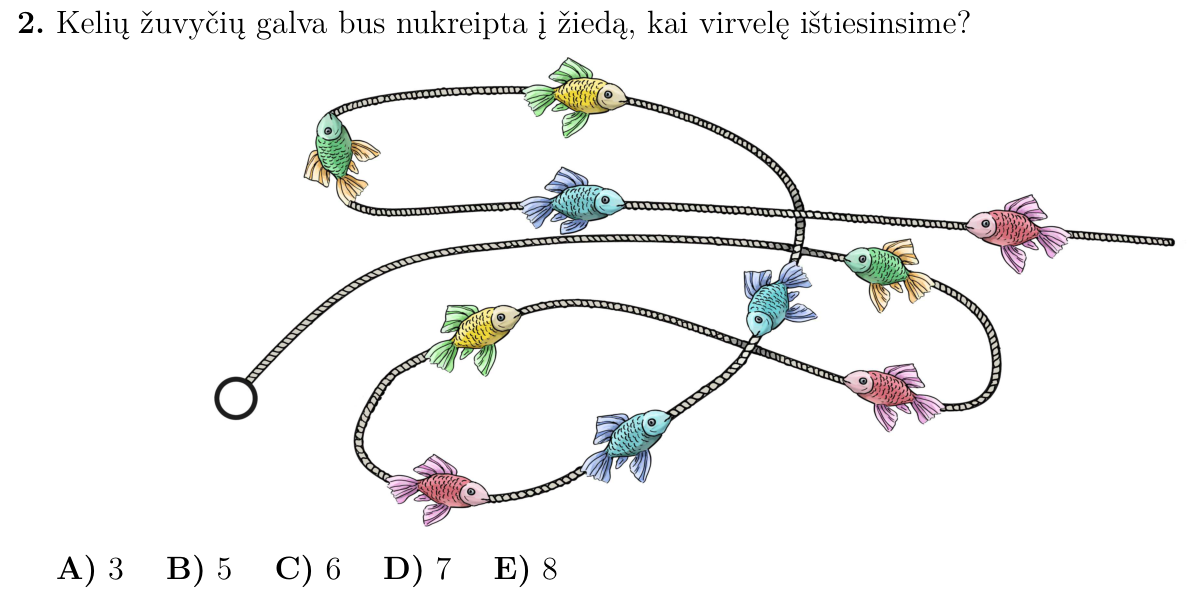 2. Kelių žuvyčių galva bus nukreipta į žiedą, kai virvelę ištiesinsime?
A) 3 B) 5 C) 6 D) 7 E) 8